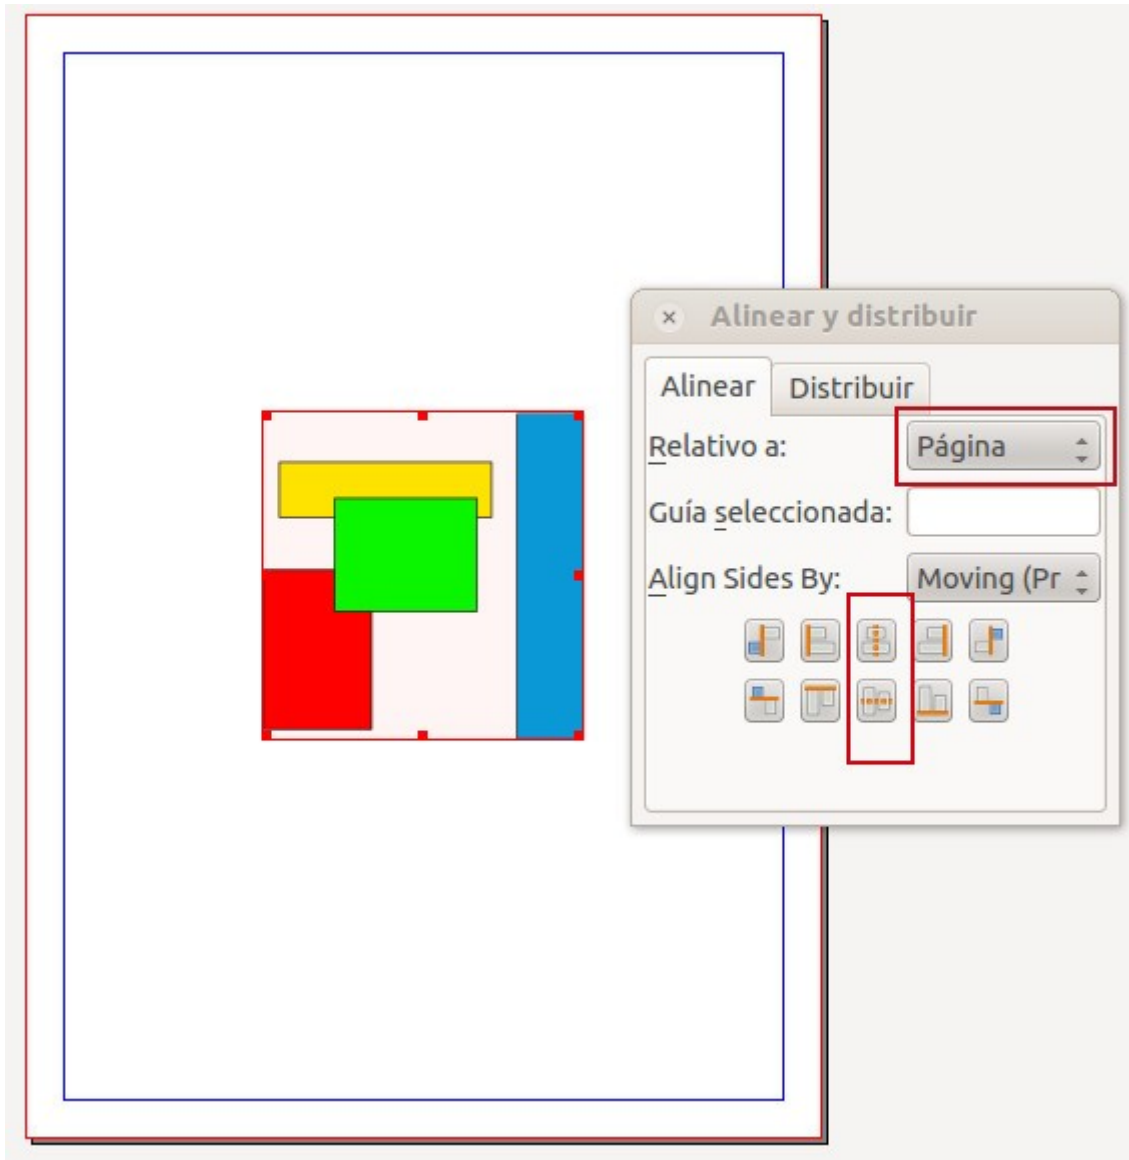 Alinear y distribuir
Alinear Distribuir
Relativo a: Página
Guía seleccionada:
Align Sides By: Moving (Pr